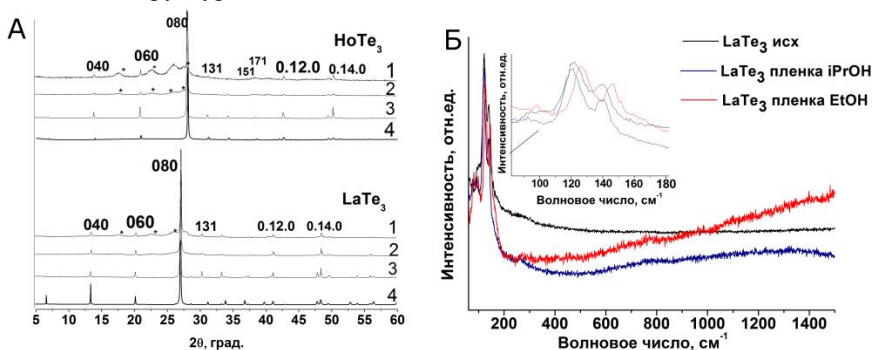 А
HoTe3
080
040 060 131 151 171 0.12.0 0.14.0
1
2
3
4
LaTe3
080
040 060 131 0.12.0 0.14.0
1
2
3
4
5 10 15 20 25 30 35 40 45 50 55 60
2θ, град.
Б
LaTe3 исх
LaTe3 пленка iPrOH
LaTe3 пленка EtOH
Интенсивность, отн.ед.
100 120 140 160 180
Волновое число, см-1
Интенсивность, отн.ед.
200 600 1000 1400
Волновое число, см-1